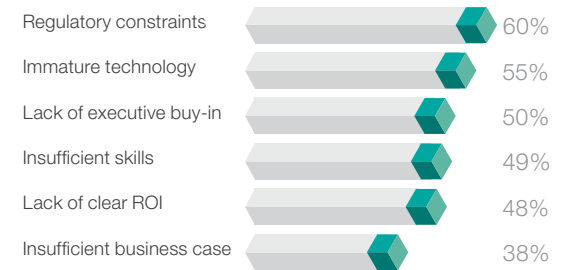 Regulatory constraints 60%
Immature technology 55%
Lack of executive buy-in 50%
Insufficient skills 49%
Lack of clear ROI 48%
Insufficient business case 38%